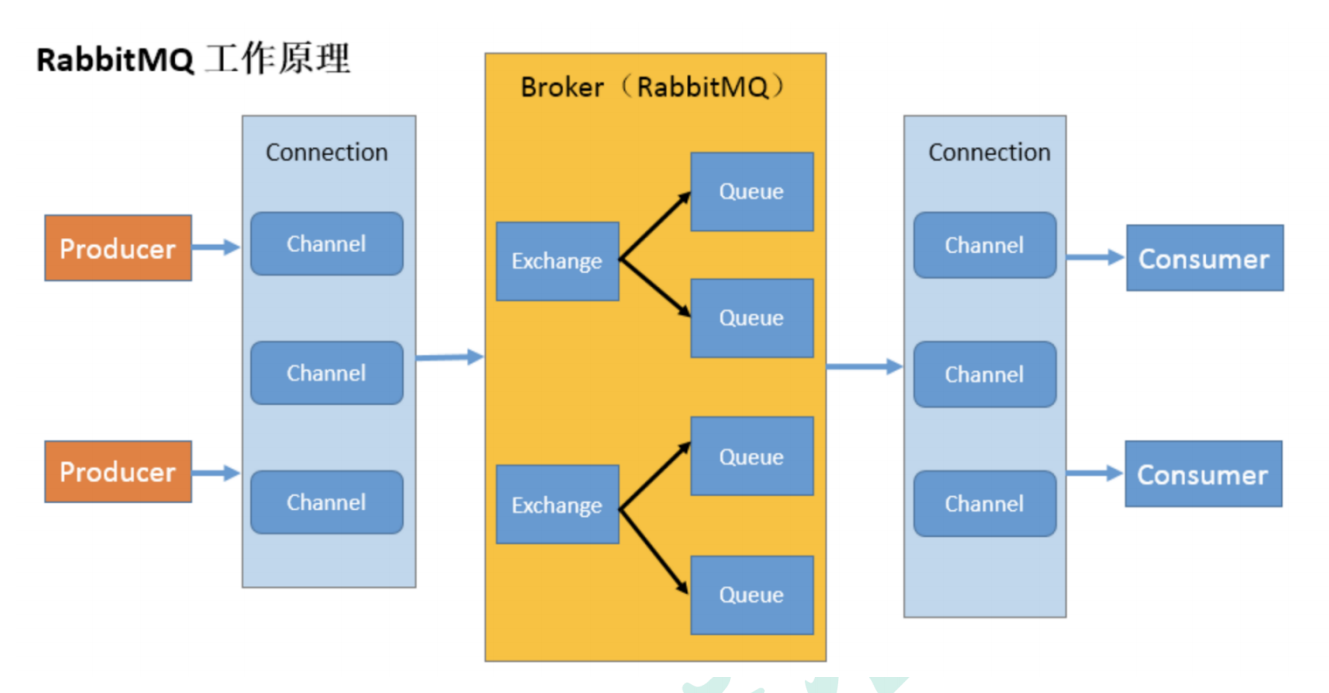 RabbitMQ 工作原理
Broker（RabbitMQ）
Connection
Channel
Channel
Channel
Producer
Producer
Exchange
Queue
Queue
Exchange
Queue
Queue
Connection
Channel
Channel
Channel
Consumer
Consumer